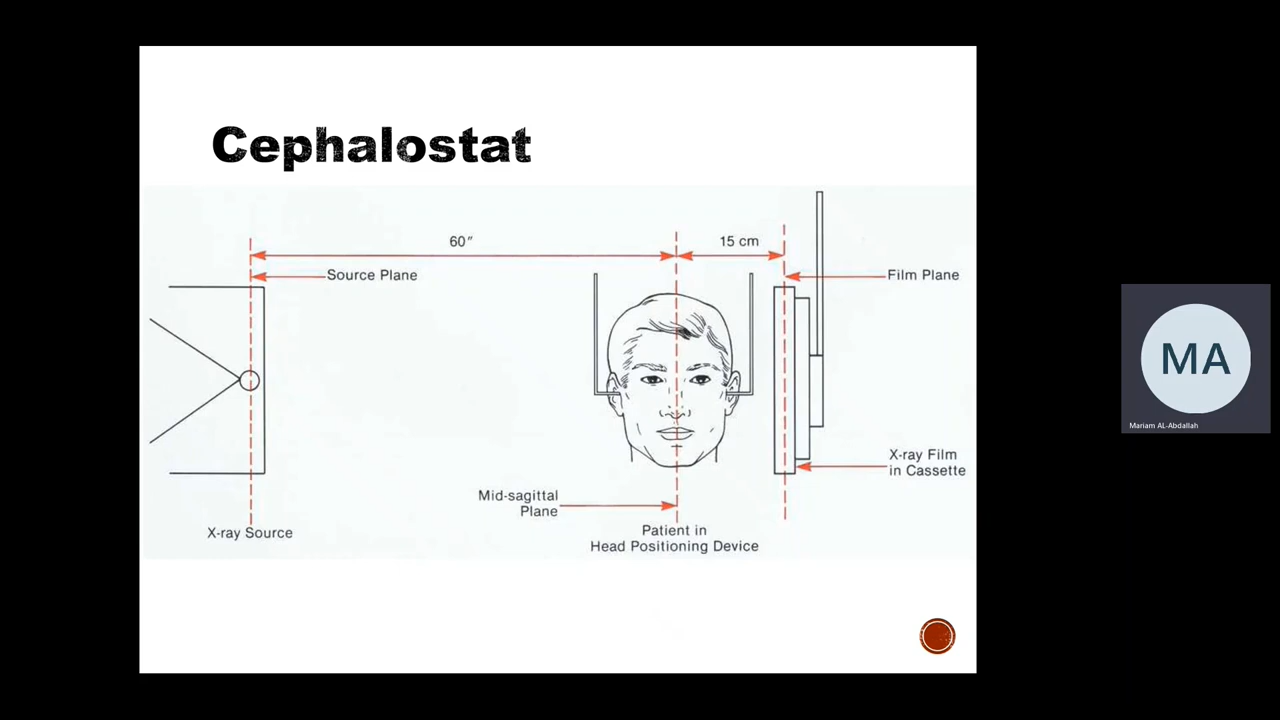 Cephalostat
60″
15 cm
Source Plane
Film Plane
MA
Mariam AL-Abdallah
X-ray Film
in Cassette
Mid-sagittal
Plane
X-ray Source
Patient in
Head Positioning Device